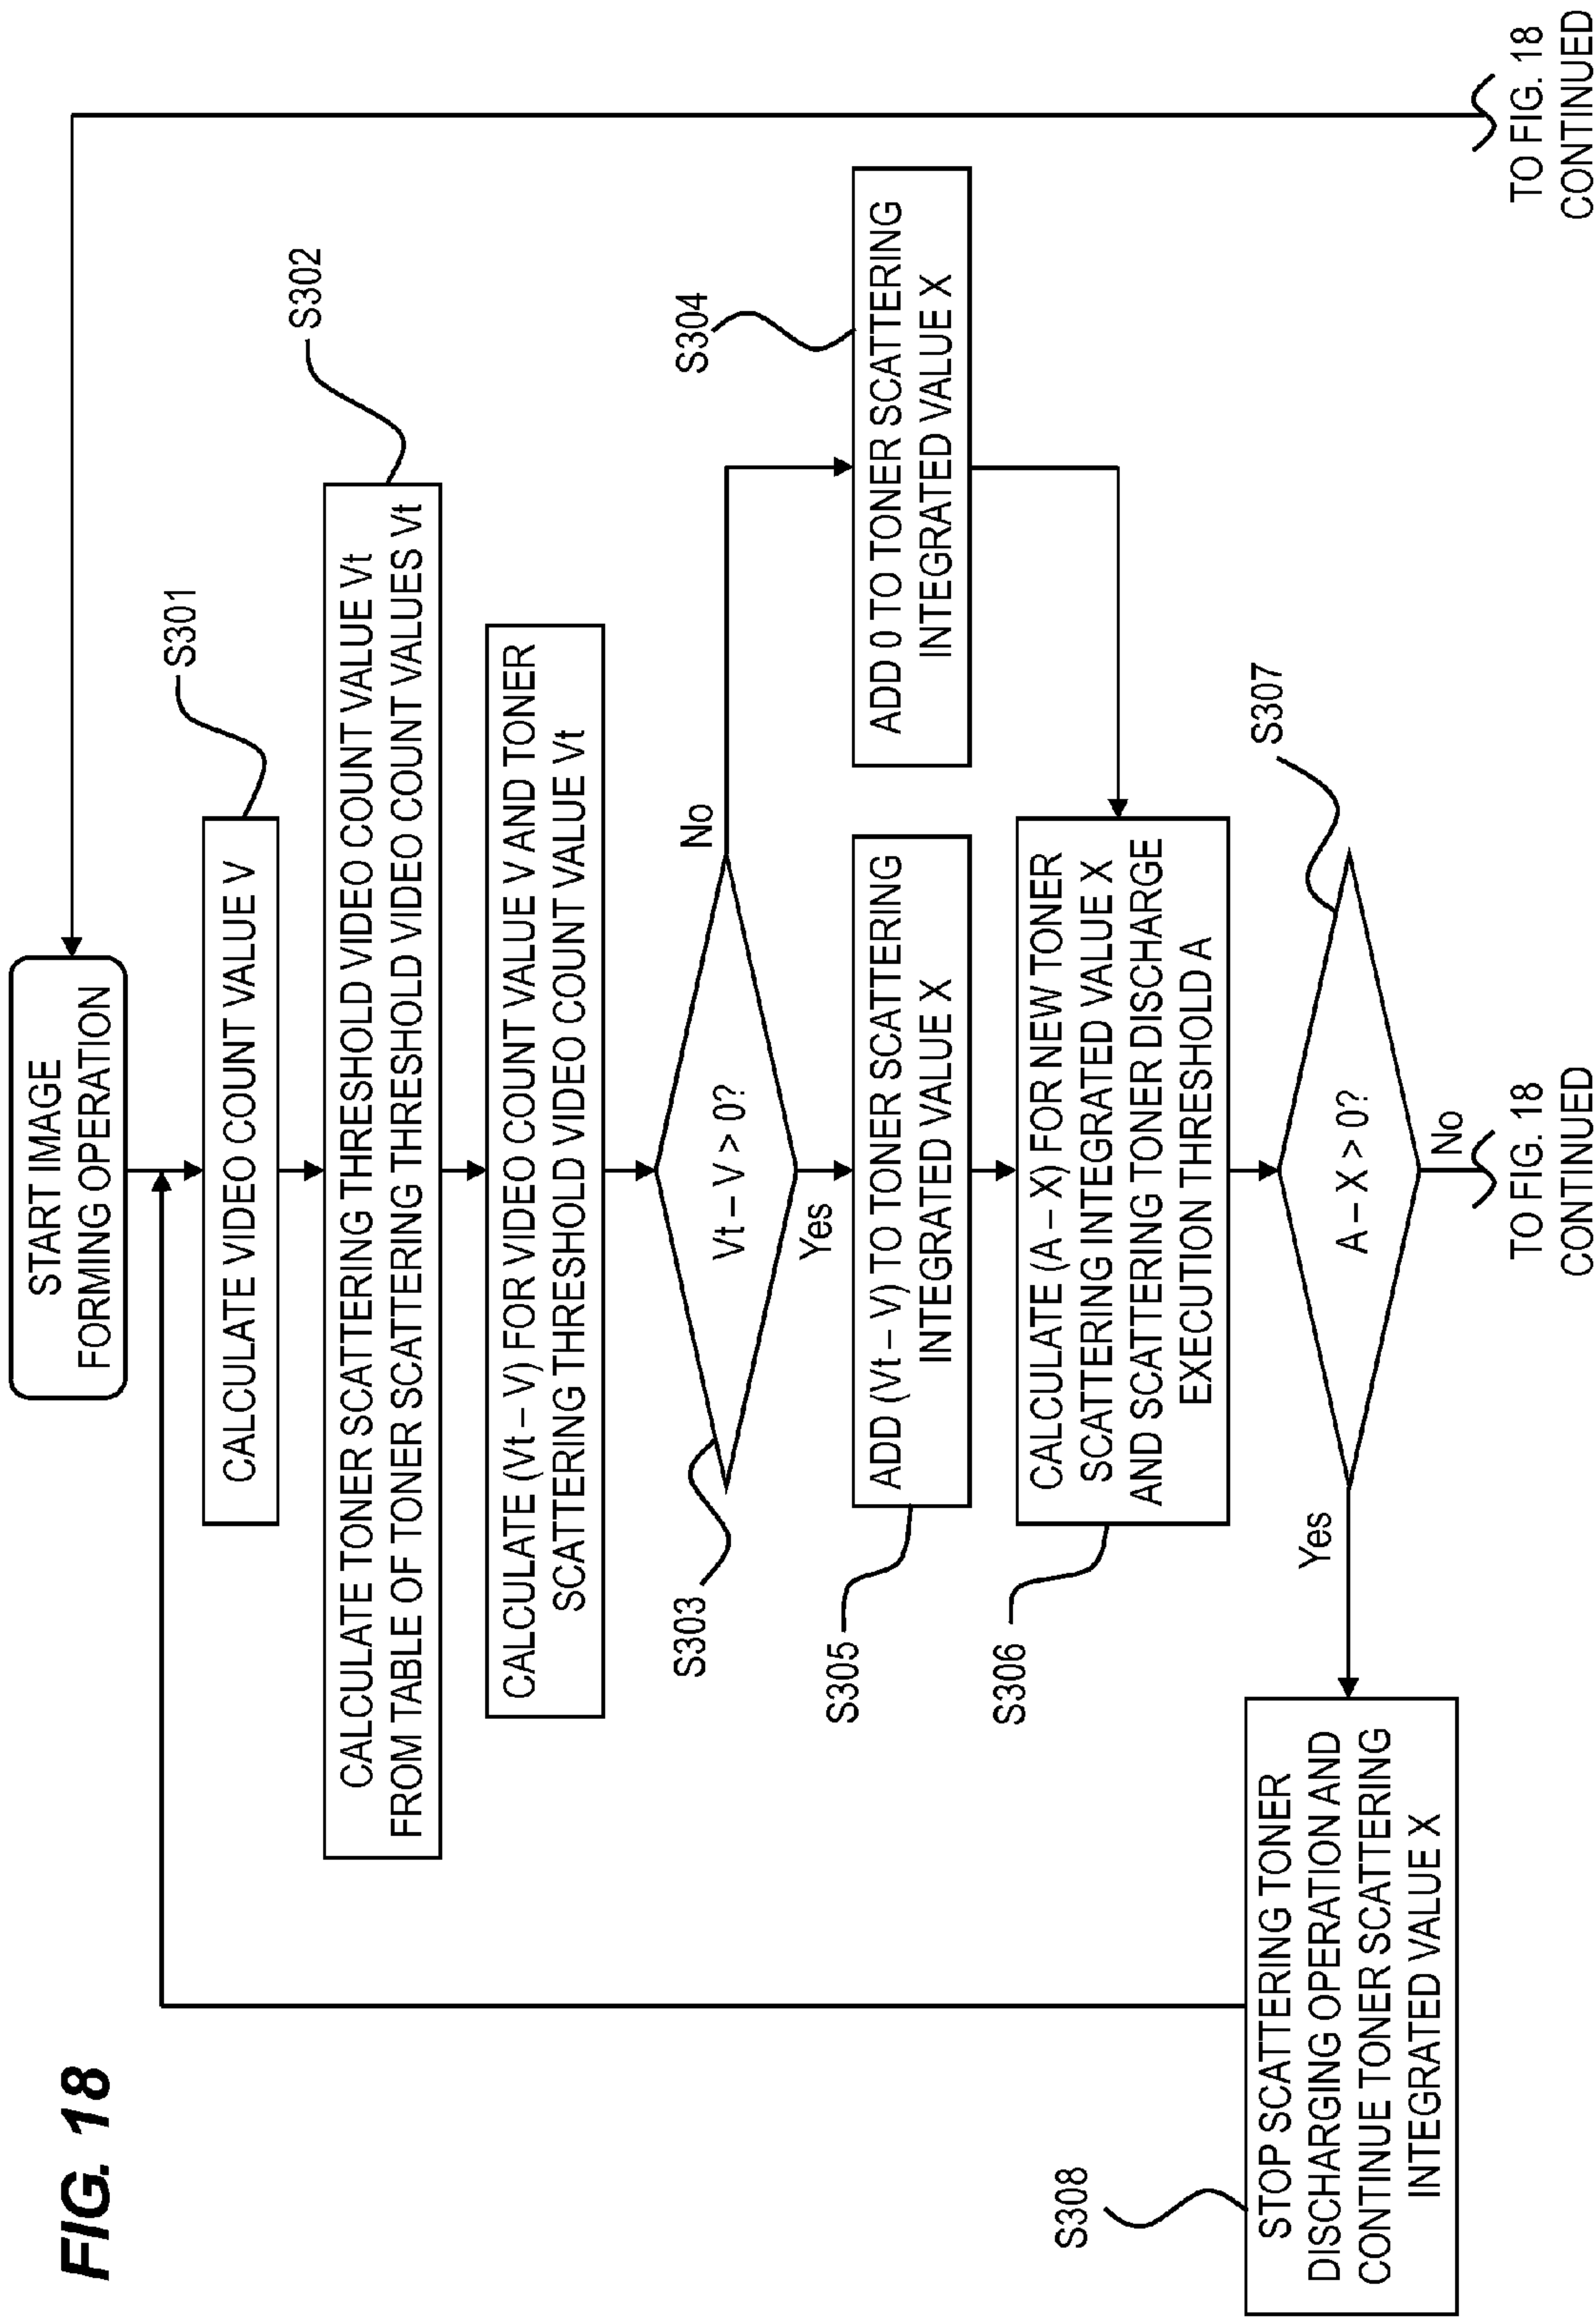 FIG. 18
START IMAGE
FORMING OPERATION
CALCULATE VIDEO COUNT VALUE V
S301
CALCULATE TONER SCATTERING THRESHOLD VIDEO COUNT VALUE Vt
FROM TABLE OF TONER SCATTERING THRESHOLD VIDEO COUNT VALUES Vt
S302
CALCULATE (Vt – V) FOR VIDEO COUNT VALUE V AND TONER
SCATTERING THRESHOLD VIDEO COUNT VALUE Vt
S303
Vt – V > 0?
No
Yes
S304
ADD 0 TO TONER SCATTERING
INTEGRATED VALUE X
S305
ADD (Vt – V) TO TONER SCATTERING
INTEGRATED VALUE X
S306
CALCULATE (A – X) FOR NEW TONER
SCATTERING INTEGRATED VALUE X
AND SCATTERING TONER DISCHARGE
EXECUTION THRESHOLD A
S307
A – X > 0?
Yes
No
S308
STOP SCATTERING TONER
DISCHARGING OPERATION AND
CONTINUE TONER SCATTERING
INTEGRATED VALUE X
TO FIG. 18
CONTINUED
TO FIG. 18
CONTINUED